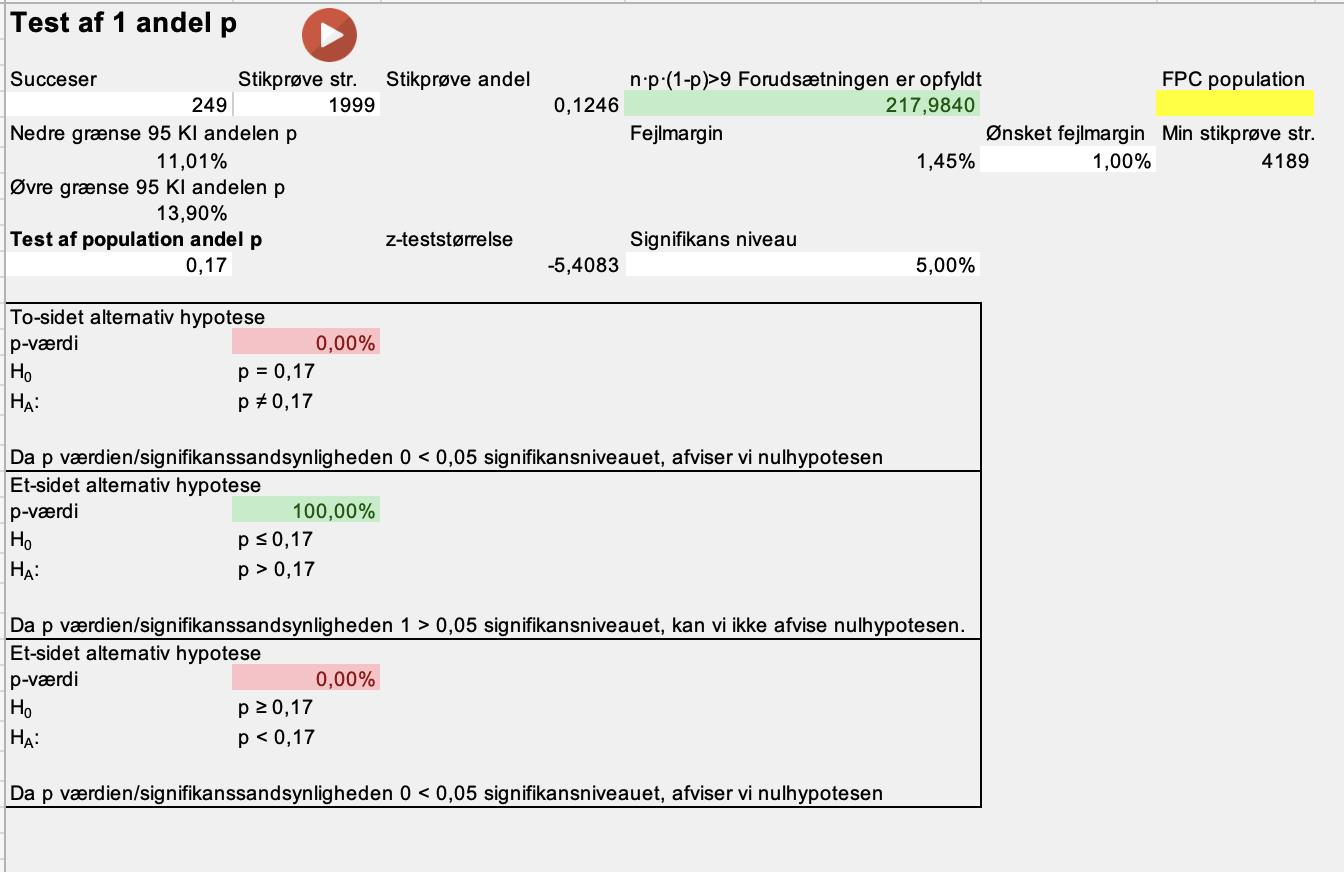 Test af 1 andel p
Succeser Stikprøve str. Stikprøve andel n·p·(1-p)>9 Forudsætningen er opfyldt FPC population
249 1999 0,1246 217,9840
Nedre grænse 95 KI andelen p Fejlmargin Ønsket fejlmargin Min stikprøve str.
11,01% 1,45% 1,00% 4189
Øvre grænse 95 KI andelen p
13,90%
Test af population andel p z-teststørrelse Signifikans niveau
0,17 -5,4083 5,00%
To-sidet alternativ hypotese
p-værdi 0,00%
H₀ p = 0,17
H_A: p ≠ 0,17
Da p værdien/signifikanssandsynligheden 0 < 0,05 signifikansniveauet, afviser vi nulhypotesen
Et-sidet alternativ hypotese
p-værdi 100,00%
H₀ p ≤ 0,17
H_A: p > 0,17
Da p værdien/signifikanssandsynligheden 1 > 0,05 signifikansniveauet, kan vi ikke afvise nulhypotesen.
Et-sidet alternativ hypotese
p-værdi 0,00%
H₀ p ≥ 0,17
H_A: p < 0,17
Da p værdien/signifikanssandsynligheden 0 < 0,05 signifikansniveauet, afviser vi nulhypotesen